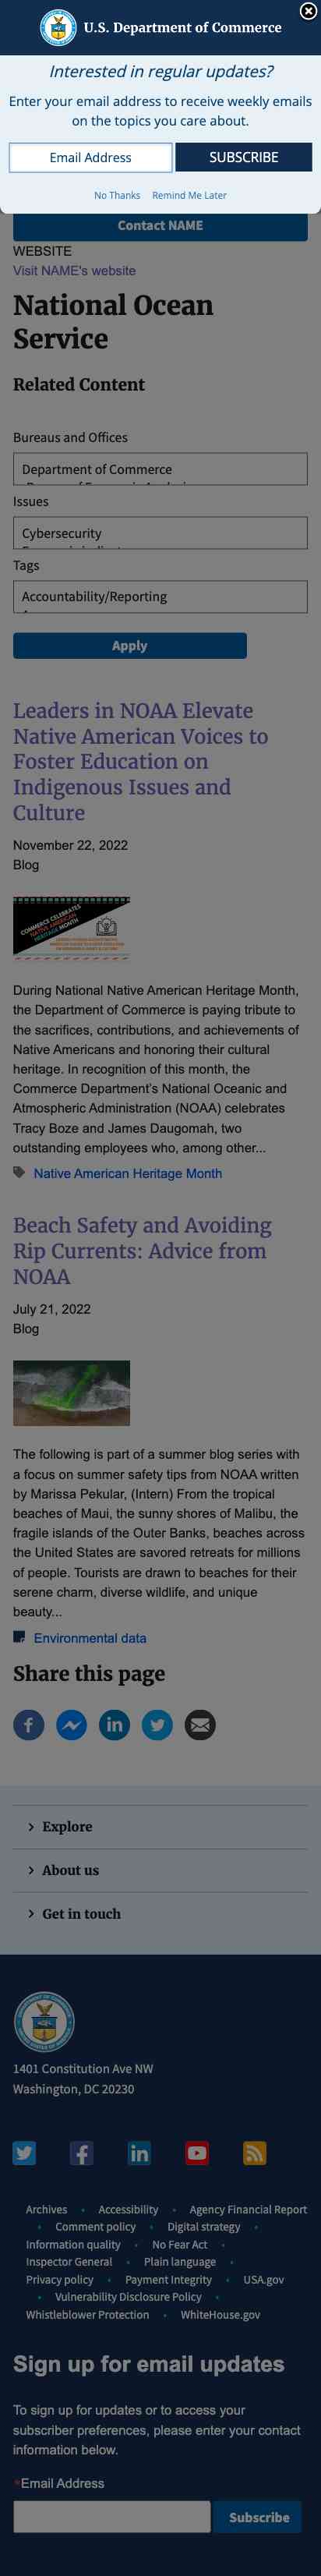 U.S. Department of Commerce
Interested in regular updates?
Enter your email address to receive weekly emails
on the topics you care about.
Email Address
SUBSCRIBE
No Thanks Remind Me Later
Contact NAME
WEBSITE
Visit NAME's website
National Ocean
Service
Related Content
Bureaus and Offices
Department of Commerce
Issues
Cybersecurity
Tags
Accountability/Reporting
Apply
Leaders in NOAA Elevate
Native American Voices to
Foster Education on
Indigenous Issues and
Culture
November 22, 2022
Blog
COMMERCE CELEBRATES
NATIVE AMERICAN
HERITAGE MONTH
During National Native American Heritage Month,
the Department of Commerce is paying tribute to
the sacrifices, contributions, and achievements of
Native Americans and honoring their cultural
heritage. In recognition of this month, the
Commerce Department's National Oceanic and
Atmospheric Administration (NOAA) celebrates
Tracy Boze and James Daugomah, two
outstanding employees who, among other...
Native American Heritage Month
Beach Safety and Avoiding
Rip Currents: Advice from
NOAA
July 21, 2022
Blog
The following is part of a summer blog series with
a focus on summer safety tips from NOAA written
by Marissa Pekular, (Intern) From the tropical
beaches of Maui, the sunny shores of Malibu, the
fragile islands of the Outer Banks, beaches across
the United States are savored retreats for millions
of people. Tourists are drawn to beaches for their
serene charm, diverse wildlife, and unique
beauty...
Environmental data
Share this page
Explore
About us
Get in touch
1401 Constitution Ave NW
Washington, DC 20230
Archives • Accessibility • Agency Financial Report
• Comment policy • Digital strategy •
Information quality • No Fear Act •
Inspector General • Plain language •
Privacy policy • Payment Integrity • USA.gov
• Vulnerability Disclosure Policy •
Whistleblower Protection • WhiteHouse.gov
Sign up for email updates
To sign up for updates or to access your
subscriber preferences, please enter your contact
information below.
*Email Address
Subscribe